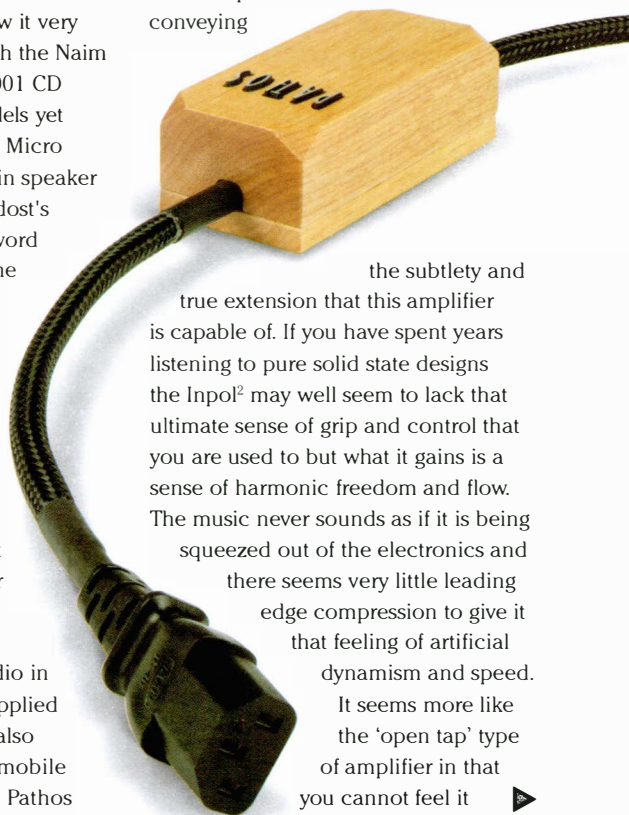 w it very
h the Naim
001 CD
dels yet
Micro
in speaker
dost's
word
ne
r
dio in
pplied
also
mobile
Pathos
conveying
the subtlety and
true extension that this amplifier
is capable of. If you have spent years
listening to pure solid state designs
the Inpol² may well seem to lack that
ultimate sense of grip and control that
you are used to but what it gains is a
sense of harmonic freedom and flow.
The music never sounds as if it is being
squeezed out of the electronics and
there seems very little leading
edge compression to give it
that feeling of artificial
dynamism and speed.
It seems more like
the ‘open tap’ type
of amplifier in that
you cannot feel it